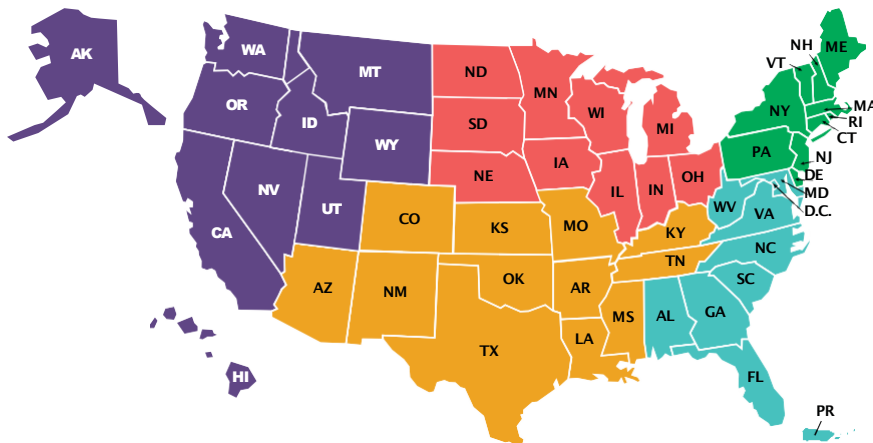 AK
WA
MT
ND
MN
NH
ME
VT
OR
ID
SD
WI
MI
NY
MA
RI
CT
WY
NE
IA
PA
NJ
NV
UT
CO
KS
MO
IL
IN
OH
WV
DE
MD
D.C.
VA
CA
KY
NC
AZ
NM
OK
AR
TN
SC
MS
AL
GA
TX
LA
HI
FL
PR